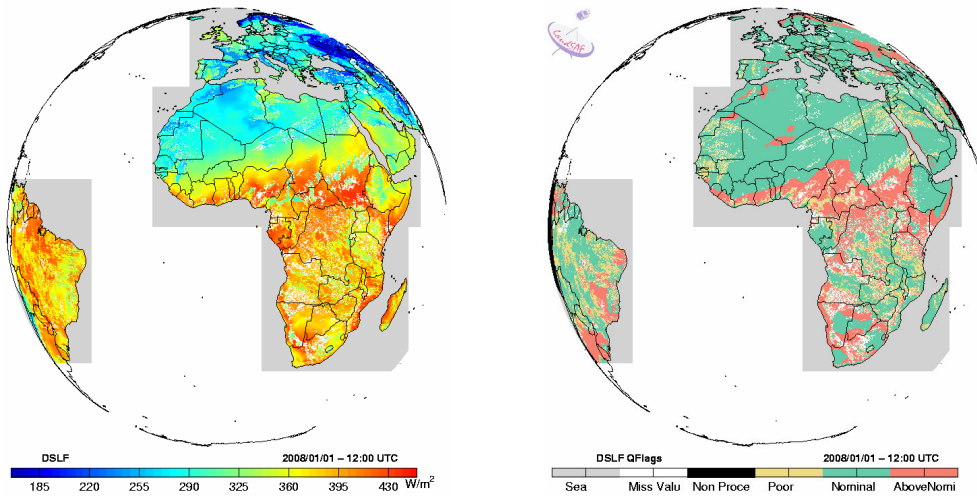 LandSAF
DSLF 2008/01/01 – 12:00 UTC
185 220 255 290 325 360 395 430 W/m²
DSLF QFlags 2008/01/01 – 12:00 UTC
Sea Miss Valu Non Proce Poor Nominal AboveNomi